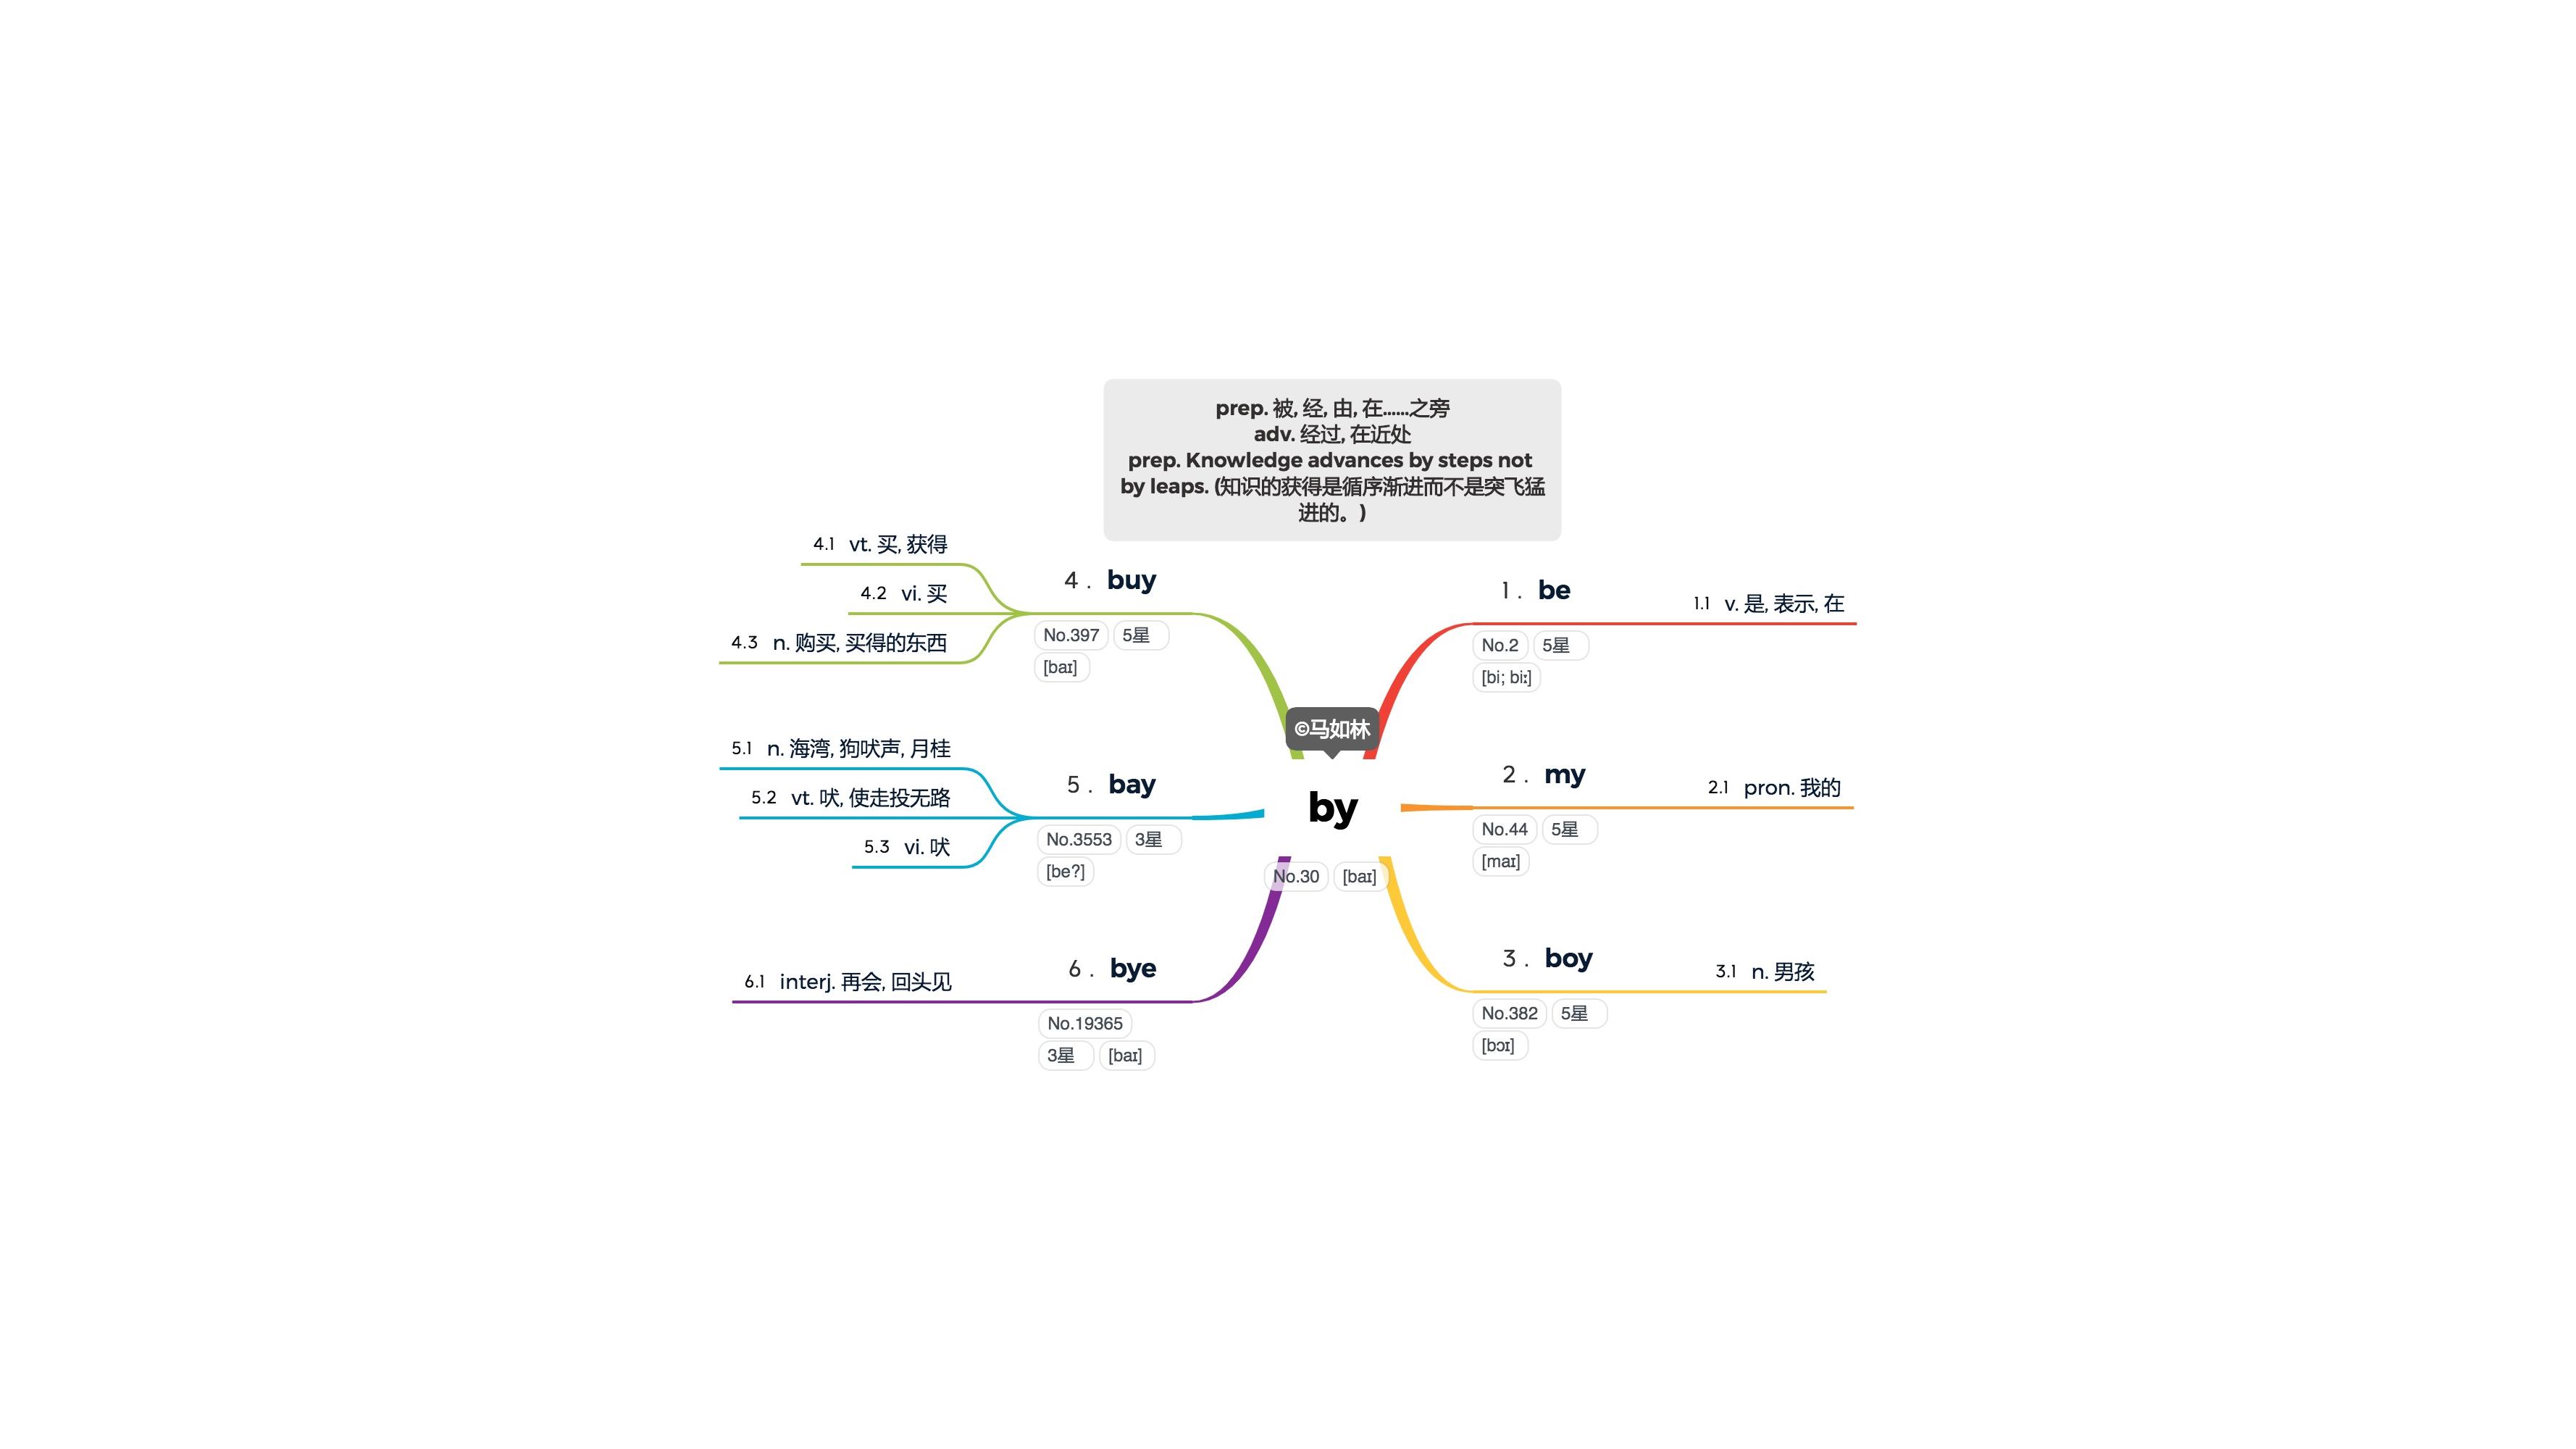 prep. 被, 经, 由, 在......之旁
adv. 经过, 在近处
prep. Knowledge advances by steps not
by leaps. (知识的获得是循序渐进而不是突飞猛
进的。)
©马如林
by
No.30 [baɪ]
1 . be
No.2 5星
[bi; biː]
1.1 v. 是, 表示, 在
2 . my
No.44 5星
[maɪ]
2.1 pron. 我的
3 . boy
No.382 5星
[bɔɪ]
3.1 n. 男孩
4 . buy
No.397 5星
[baɪ]
4.1 vt. 买, 获得
4.2 vi. 买
4.3 n. 购买, 买得的东西
5 . bay
No.3553 3星
[be?]
5.1 n. 海湾, 狗吠声, 月桂
5.2 vt. 吠, 使走投无路
5.3 vi. 吠
6 . bye
No.19365
3星 [baɪ]
6.1 interj. 再会, 回头见